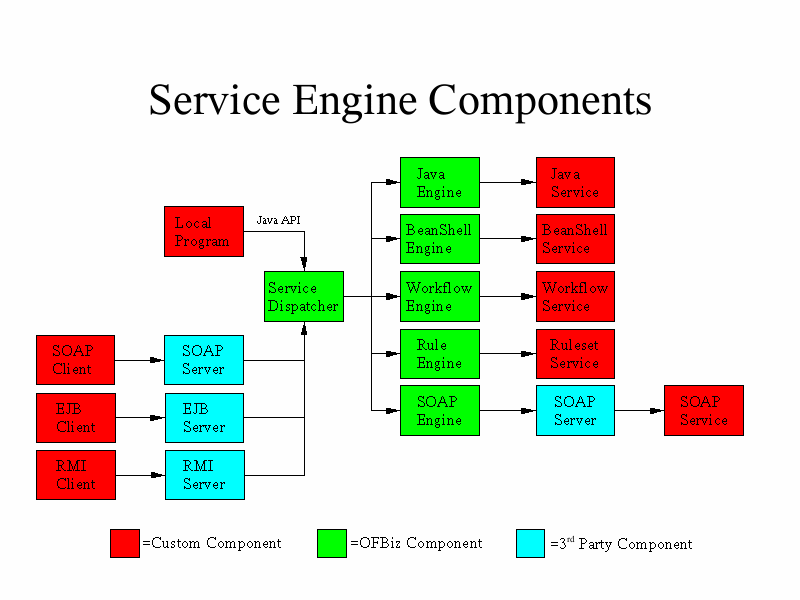 Service Engine Components
Java
Engine
Java
Service
Local
Program
Java API
BeanShell
Engine
BeanShell
Service
Service
Dispatcher
Workflow
Engine
Workflow
Service
SOAP
Client
SOAP
Server
Rule
Engine
Ruleset
Service
EJB
Client
EJB
Server
SOAP
Engine
SOAP
Server
SOAP
Service
RMI
Client
RMI
Server
=Custom Component
=OFBiz Component
=3rd Party Component